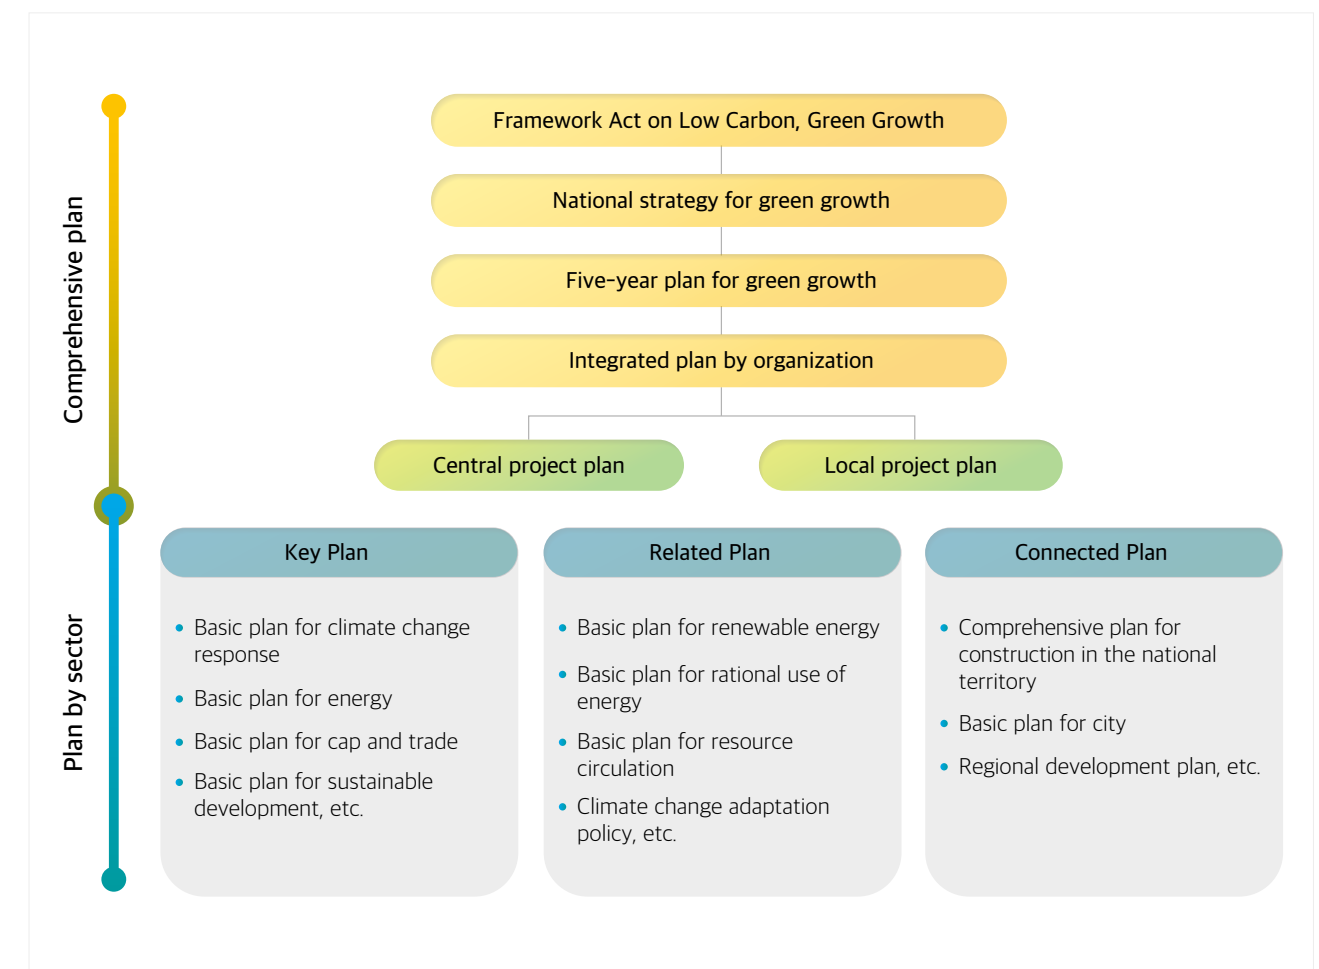 Comprehensive plan
Framework Act on Low Carbon, Green Growth
National strategy for green growth
Five-year plan for green growth
Integrated plan by organization
Central project plan
Local project plan
Plan by sector
Key Plan
• Basic plan for climate change
response
• Basic plan for energy
• Basic plan for cap and trade
• Basic plan for sustainable
development, etc.
Related Plan
• Basic plan for renewable energy
• Basic plan for rational use of
energy
• Basic plan for resource
circulation
• Climate change adaptation
policy, etc.
Connected Plan
• Comprehensive plan for
construction in the national
territory
• Basic plan for city
• Regional development plan, etc.